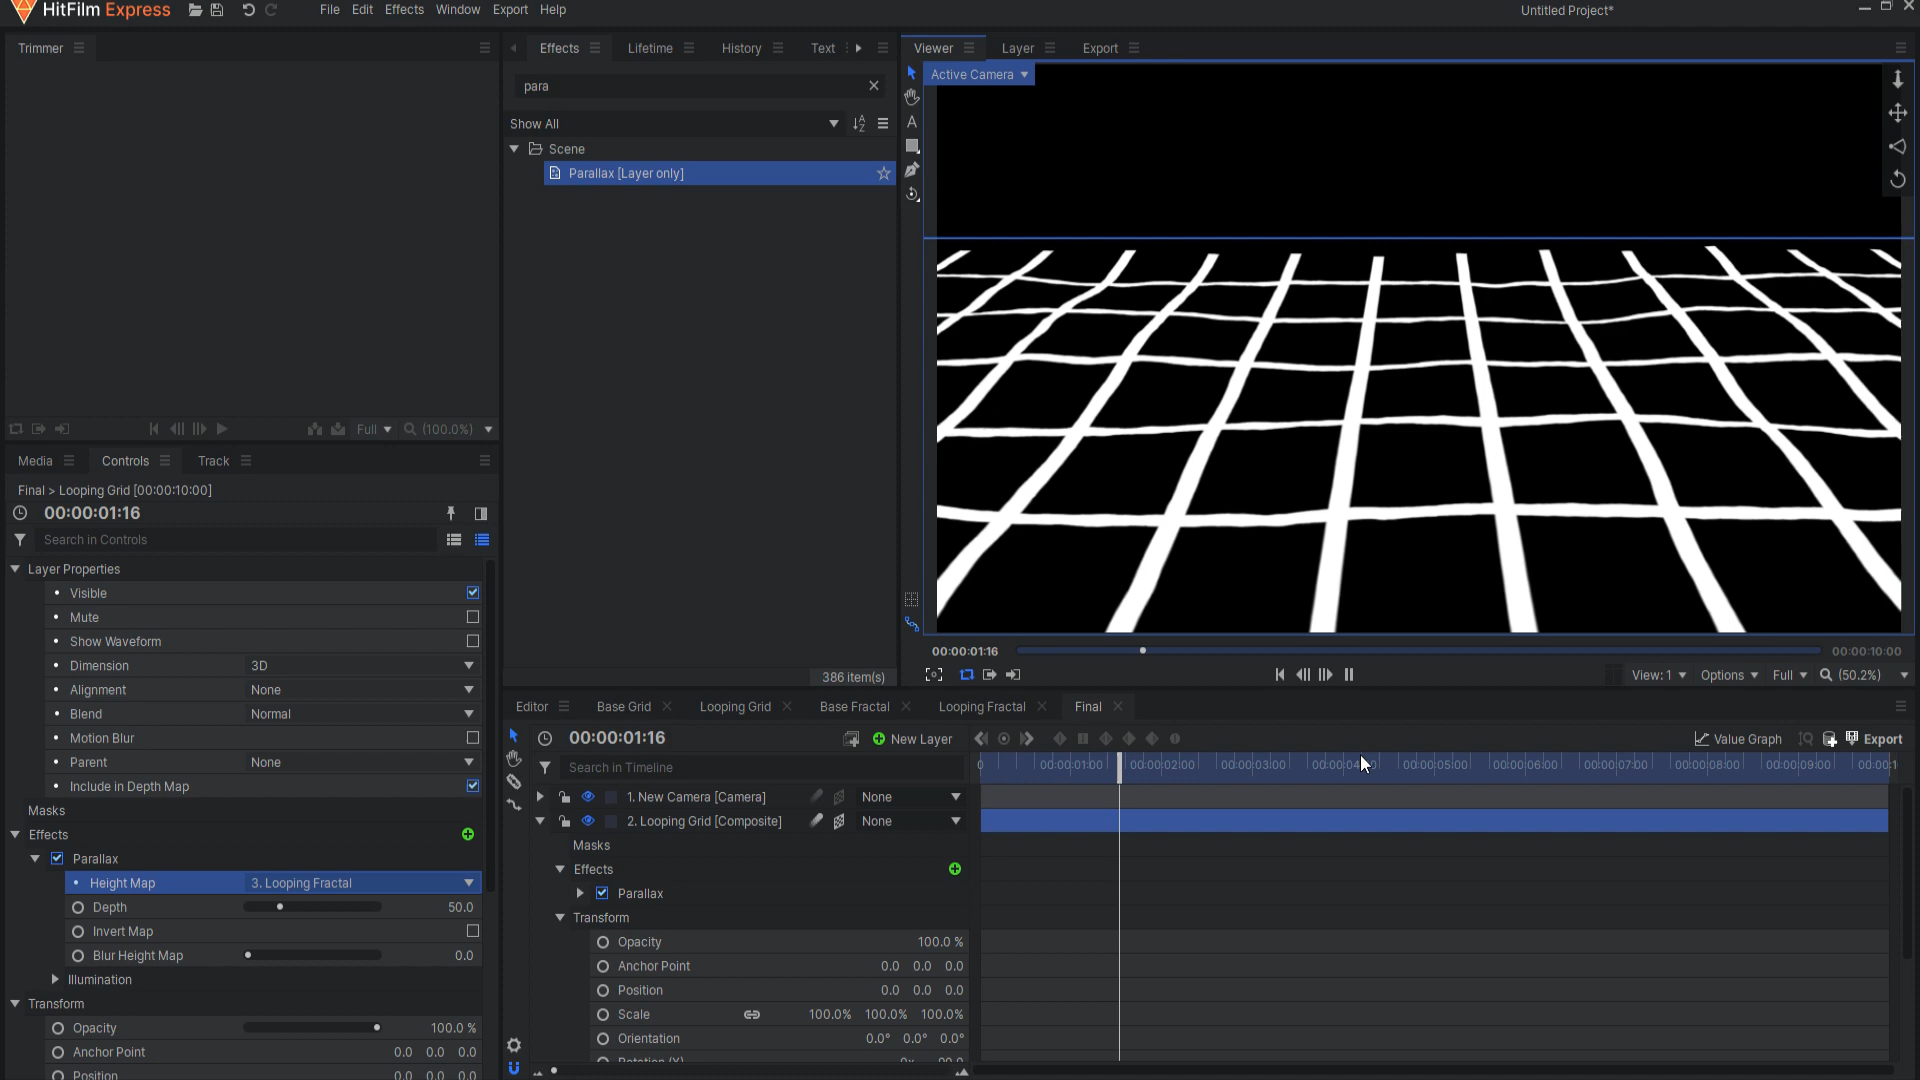 HitFilm Express File Edit Effects Window Export Help Untitled Project*
Trimmer
Full (100.0%)
Effects Lifetime History Text
para
Show All
Scene
Parallax [Layer only]
386 item(s)
Viewer Layer Export
Active Camera
00:00:01:16 00:00:10:00
View: 1 Options Full (50.2%)
Media Controls Track
Final > Looping Grid [00:00:10:00]
00:00:01:16
Search in Controls
Layer Properties
Visible
Mute
Show Waveform
Dimension 3D
Alignment None
Blend Normal
Motion Blur
Parent None
Include in Depth Map
Masks
Effects
Parallax
Height Map 3. Looping Fractal
Depth 50.0
Invert Map
Blur Height Map 0.0
Illumination
Transform
Opacity 100.0 %
Anchor Point 0.0 0.0 0.0
Position 0.0 0.0 0.0
Editor Base Grid Looping Grid Base Fractal Looping Fractal Final
00:00:01:16 New Layer Value Graph Export
Search in Timeline
0 00:00:01:00 00:00:02:00 00:00:03:00 00:00:04:00 00:00:05:00 00:00:06:00 00:00:07:00 00:00:08:00 00:00:09:00 00:00:1
1. New Camera [Camera] None
2. Looping Grid [Composite] None
Masks
Effects
Parallax
Transform
Opacity 100.0 %
Anchor Point 0.0 0.0 0.0
Position 0.0 0.0 0.0
Scale 100.0% 100.0% 100.0%
Orientation 0.0° 0.0° 0.0°
Rotation (X)